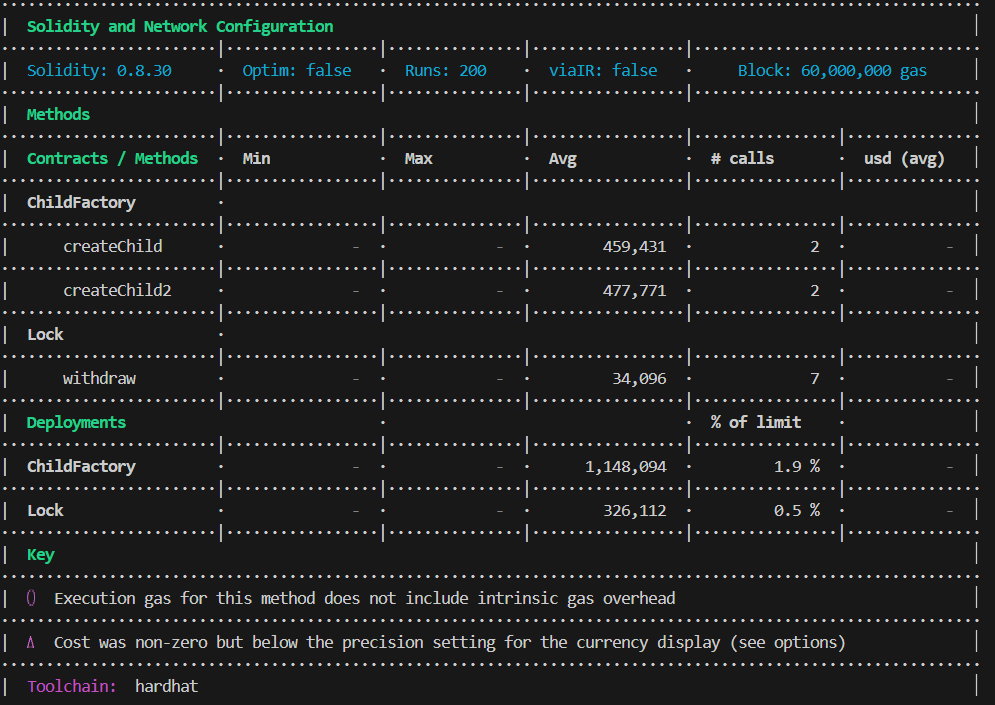 Solidity and Network Configuration
Solidity: 0.8.30 · Optim: false · Runs: 200 · viaIR: false · Block: 60,000,000 gas
Methods
Contracts / Methods · Min · Max · Avg · # calls · usd (avg)
ChildFactory ·
createChild · - · - · 459,431 · 2 · -
createChild2 · - · - · 477,771 · 2 · -
Lock ·
withdraw · - · - · 34,096 · 7 · -
Deployments · · % of limit ·
ChildFactory · - · - · 1,148,094 · 1.9 % · -
Lock · - · - · 326,112 · 0.5 % · -
Key
◯ Execution gas for this method does not include intrinsic gas overhead
△ Cost was non-zero but below the precision setting for the currency display (see options)
Toolchain: hardhat